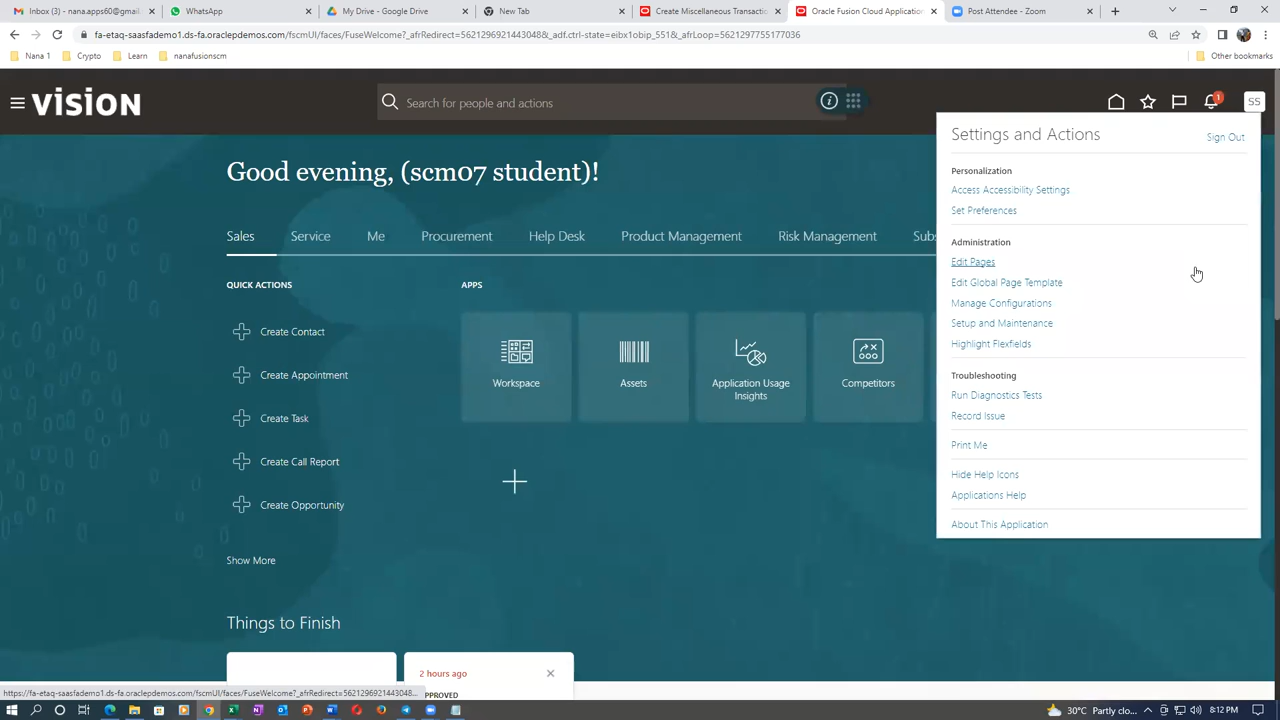 Inbox (3) - nana.apps60@gmail.
WhatsApp
My Drive - Google Drive
New Tab
Create Miscellaneous Transactio
Oracle Fusion Cloud Application
Post Attendee - Zoom
fa-etaq-saasfademo1.ds-fa.oraclepdemos.com/fscmUI/faces/FuseWelcome?_afrRedirect=5621296921443048&_adf.ctrl-state=eibx1obip_551&_afrLoop=5621297755177036
Nana 1
Crypto
Learn
nanafusionscm
Other bookmarks
VISION
Search for people and actions
1
SS
Settings and Actions
Sign Out
Good evening, (scm07 student)!
Personalization
Access Accessibility Settings
Set Preferences
Sales
Service
Me
Procurement
Help Desk
Product Management
Risk Management
Subs
Administration
Edit Pages
Edit Global Page Template
Manage Configurations
Setup and Maintenance
Highlight Flexfields
QUICK ACTIONS
APPS
Create Contact
Create Appointment
Create Task
Create Call Report
Create Opportunity
Show More
Workspace
Assets
Application Usage
Insights
Competitors
Troubleshooting
Run Diagnostics Tests
Record Issue
Print Me
Hide Help Icons
Applications Help
About This Application
Things to Finish
2 hours ago
PPROVED
https://fa-etaq-saasfademo1.ds-fa.oraclepdemos.com/fscmUI/faces/FuseWelcome?_afrRedirect=5621296921443048...
30°C Partly clo...
8:12 PM